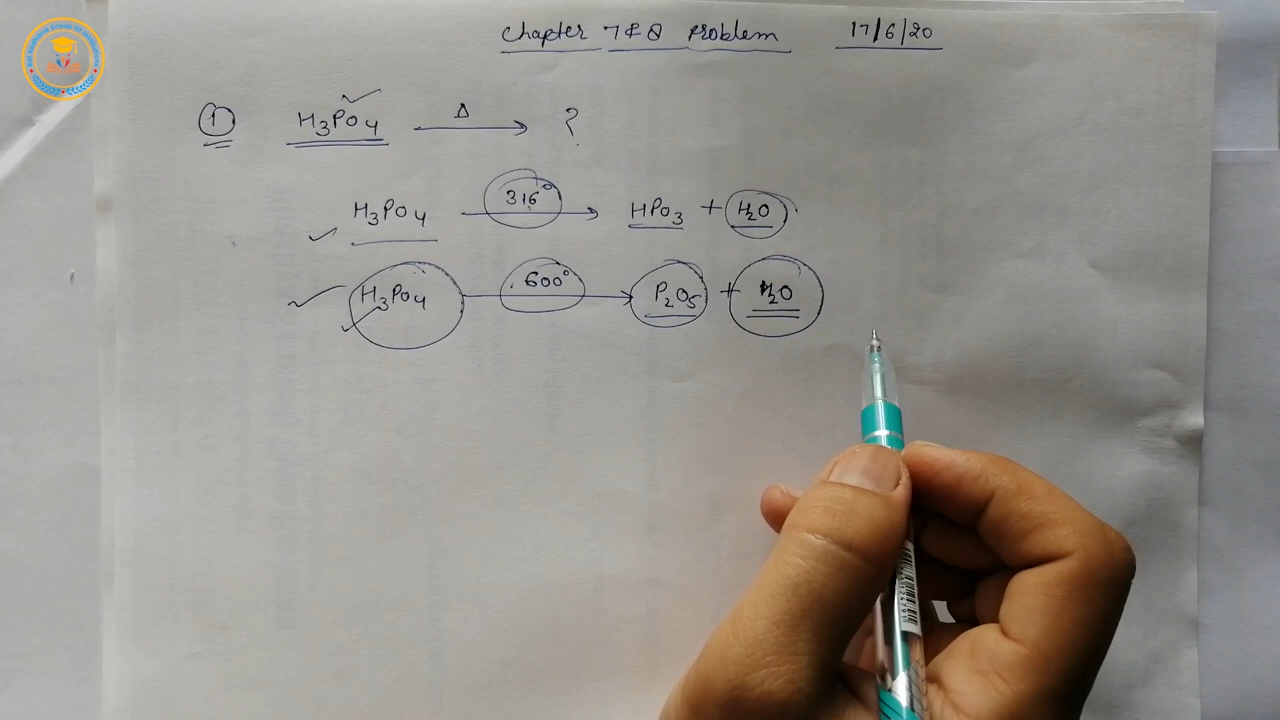 Chapter 7 & 8 Problem 17/6/20
1 H3PO4 Δ → ?
H3PO4 316° → HPO3 + H2O
H3PO4 600° → P2O5 + H2O